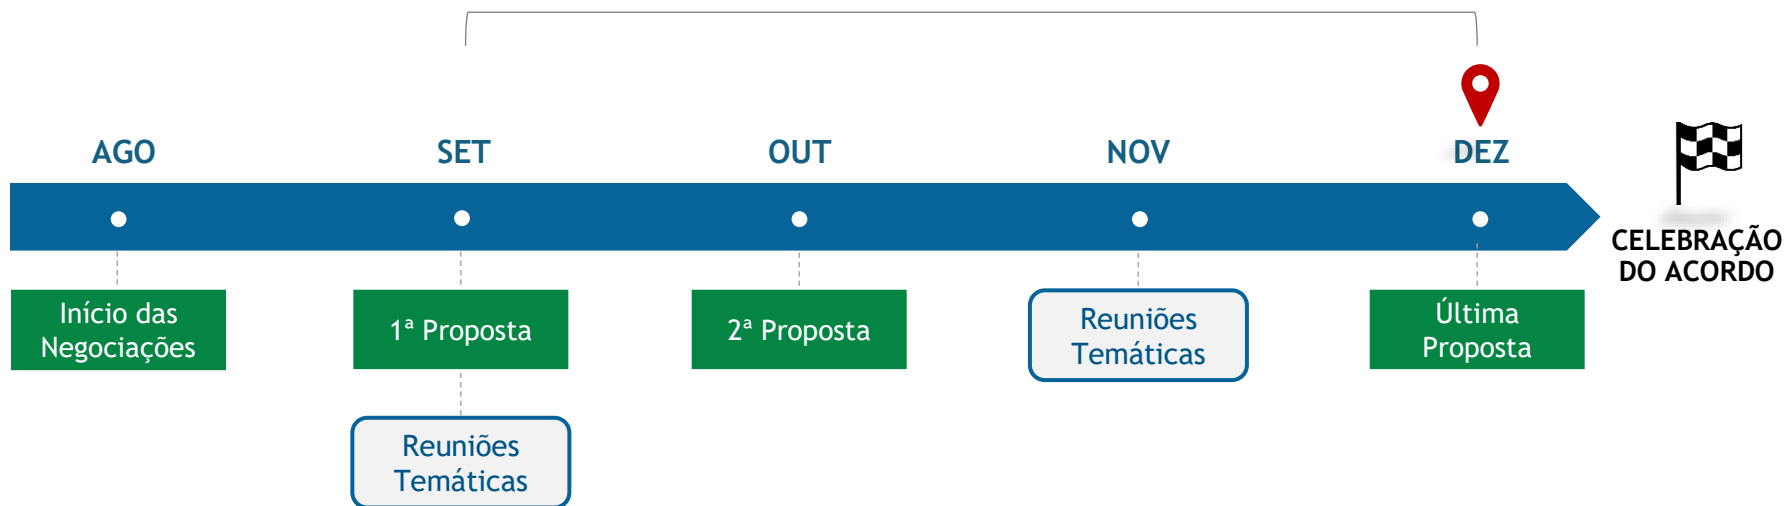 AGO
SET
OUT
NOV
DEZ
CELEBRAÇÃO
DO ACORDO
Início das
Negociações
1ª Proposta
2ª Proposta
Reuniões
Temáticas
Última
Proposta
Reuniões
Temáticas